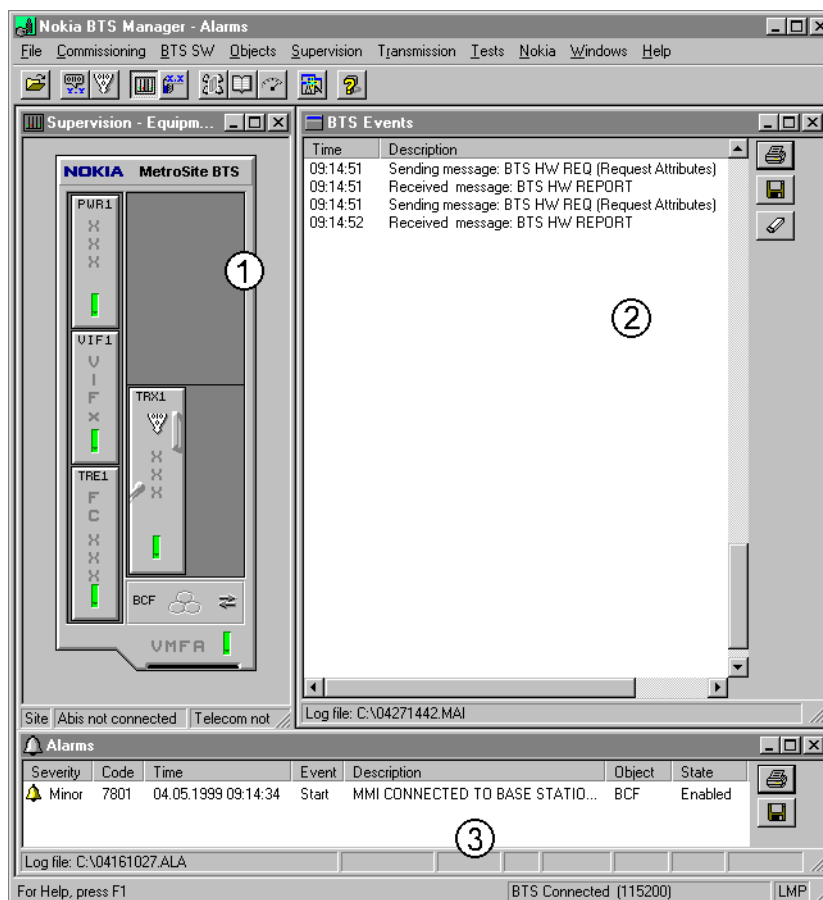 Nokia BTS Manager - Alarms
File Commissioning BTS SW Objects Supervision Transmission Tests Nokia Windows Help
Supervision - Equipm...
NOKIA MetroSite BTS
PWR1
X
X
X
VIF1
V
I
F
X
TRE1
F
C
X
X
X
TRX1
X
X
X
BCF
VMFA
1
Site Abis not connected Telecom not
BTS Events
Time Description
09:14:51 Sending message: BTS HW REQ (Request Attributes)
09:14:51 Received message: BTS HW REPORT
09:14:51 Sending message: BTS HW REQ (Request Attributes)
09:14:52 Received message: BTS HW REPORT
2
Log file: C:\04271442.MAI
Alarms
Severity Code Time Event Description Object State
Minor 7801 04.05.1999 09:14:34 Start MMI CONNECTED TO BASE STATIO... BCF Enabled
3
Log file: C:\04161027.ALA
For Help, press F1 BTS Connected (115200) LMP